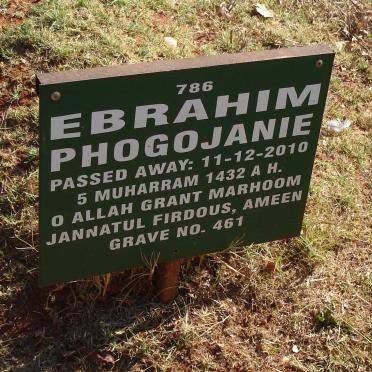 786
EBRAHIM
PHOGOJANIE
PASSED AWAY: 11-12-2010
5 MUHARRAM 1432 A H.
O ALLAH GRANT MARHOOM
JANNATUL FIRDOUS, AMEEN
GRAVE NO- 461